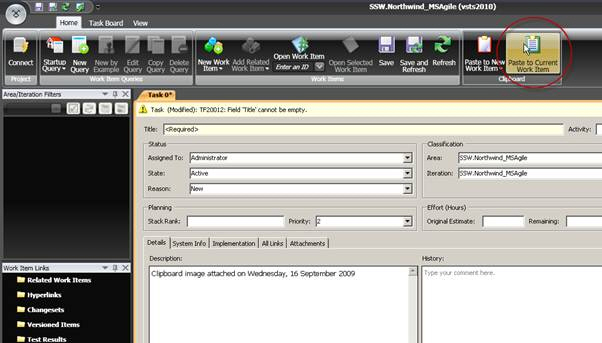 SSW.Northwind_MSAgile (vsts2010)
Home Task Board View
Connect
Startup Query
New Query
New by Example
Edit Query
Copy Query
Delete Query
New Work Item
Add Related Work Item
Open Work Item
Enter an ID
Open Selected Work Item
Save
Save and Refresh
Refresh
Paste to New Work Item
Paste to Current Work Item
Project Work Item Queries Work Items Clipboard
Area/Iteration Filters
Task 0*
Task (Modified): TF20012: Field 'Title' cannot be empty.
Title: <Required> Activity:
Status Classification
Assigned To: Administrator Area: SSW.Northwind_MSAgile
State: Active Iteration: SSW.Northwind_MSAgile
Reason: New
Planning Effort (Hours)
Stack Rank: Priority: 2 Original Estimate: Remaining:
Details System Info Implementation All Links Attachments
Description: History:
Clipboard image attached on Wednesday, 16 September 2009 Type your comment here.
Work Item Links
Related Work Items
Hyperlinks
Changesets
Versioned Items
Test Results